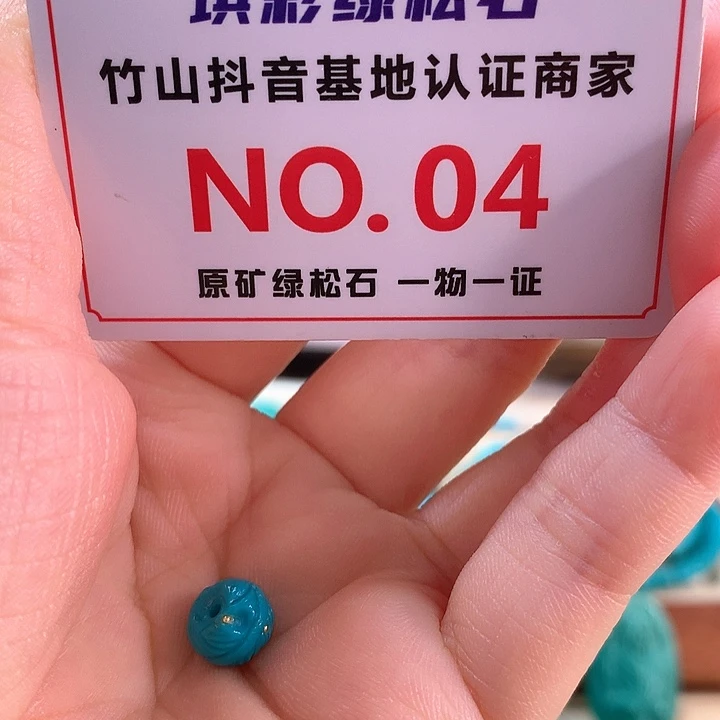 琪彩绿松石
竹山抖音基地认证商家
NO. 04
原矿绿松石 一物一证